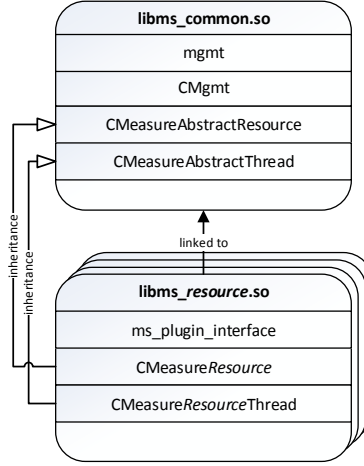 libms_common.so
mgmt
CMgmt
CMeasureAbstractResource
CMeasureAbstractThread
inheritance
inheritance
linked to
libms_resource.so
ms_plugin_interface
CMeasureResource
CMeasureResourceThread